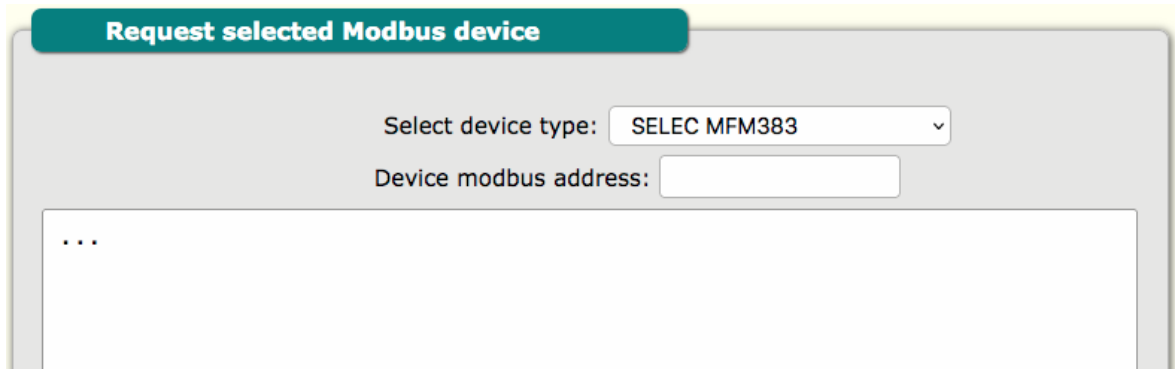 Request selected Modbus device
Select device type: SELEC MFM383
Device modbus address:
...